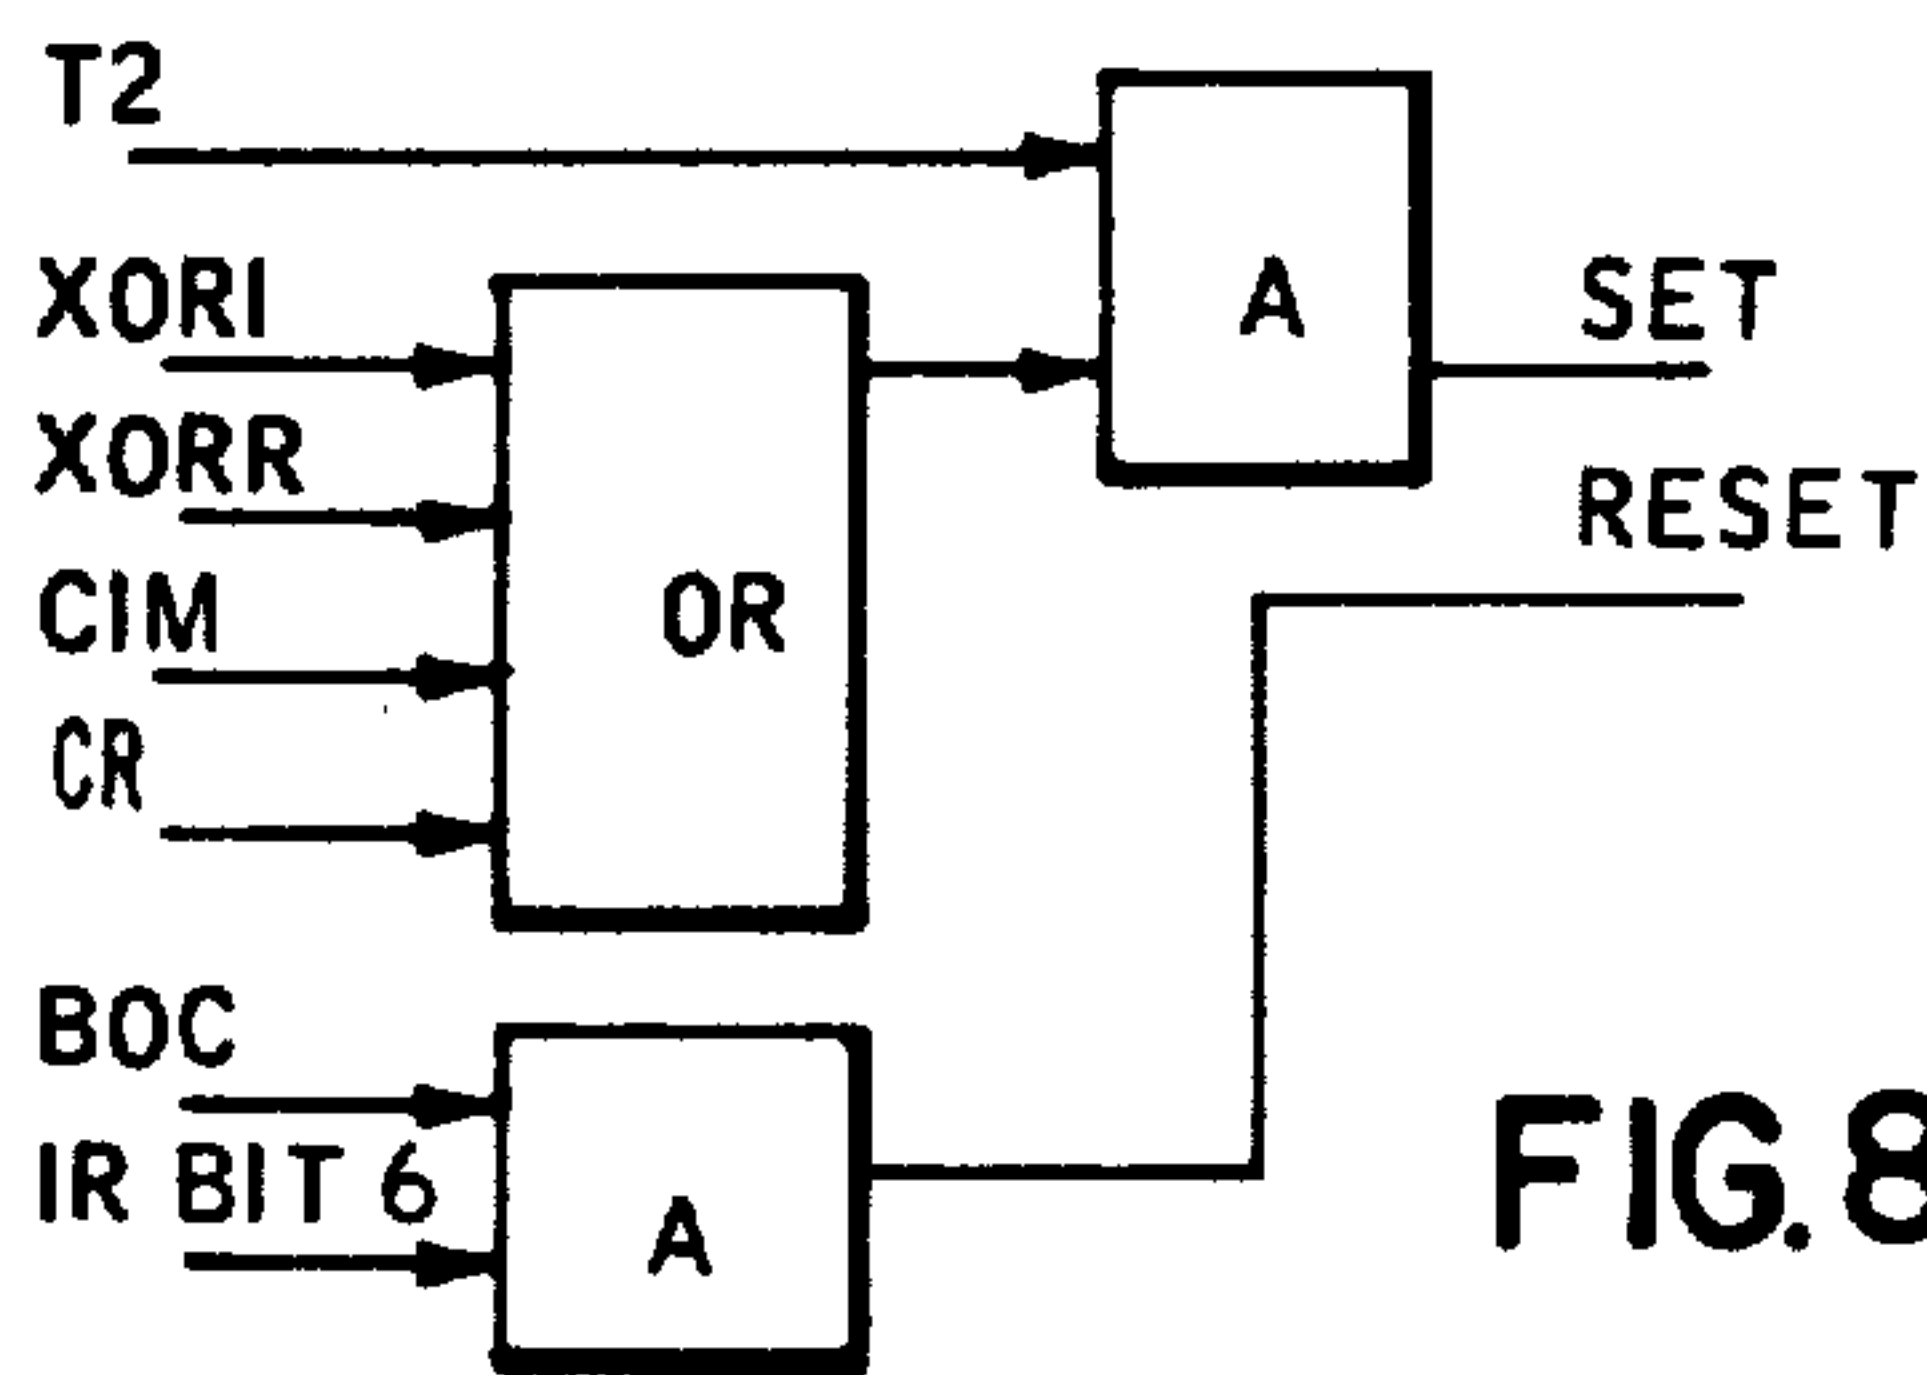 T2
XORI
XORR
CIM
CR
OR
A
SET
RESET
BOC
IR BIT 6
A
FIG. 8